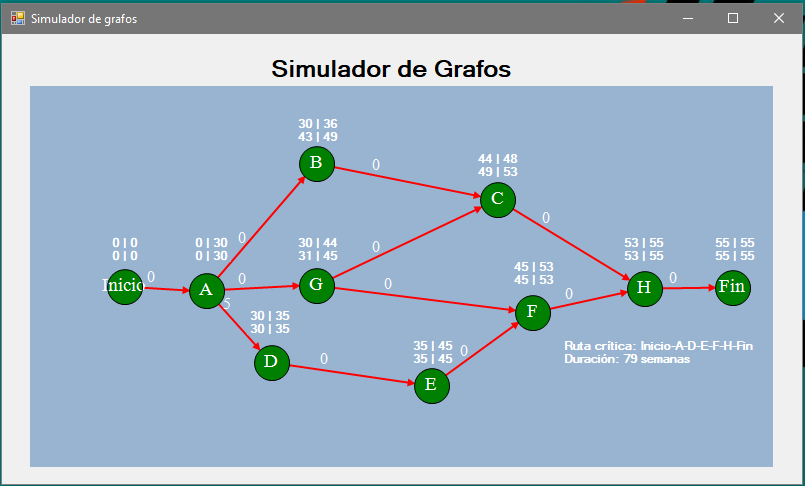 Simulador de grafos
Simulador de Grafos
30 | 36
43 | 49
B
0
44 | 48
49 | 53
C
0
0 | 0
0 | 0
Inicio
0
0 | 30
0 | 30
A
0
0
5
30 | 44
31 | 45
G
0
0
53 | 55
53 | 55
H
0
55 | 55
55 | 55
Fin
45 | 53
45 | 53
F
0
30 | 35
30 | 35
D
0
35 | 45
35 | 45
E
0
Ruta crítica: Inicio-A-D-E-F-H-Fin
Duración: 79 semanas